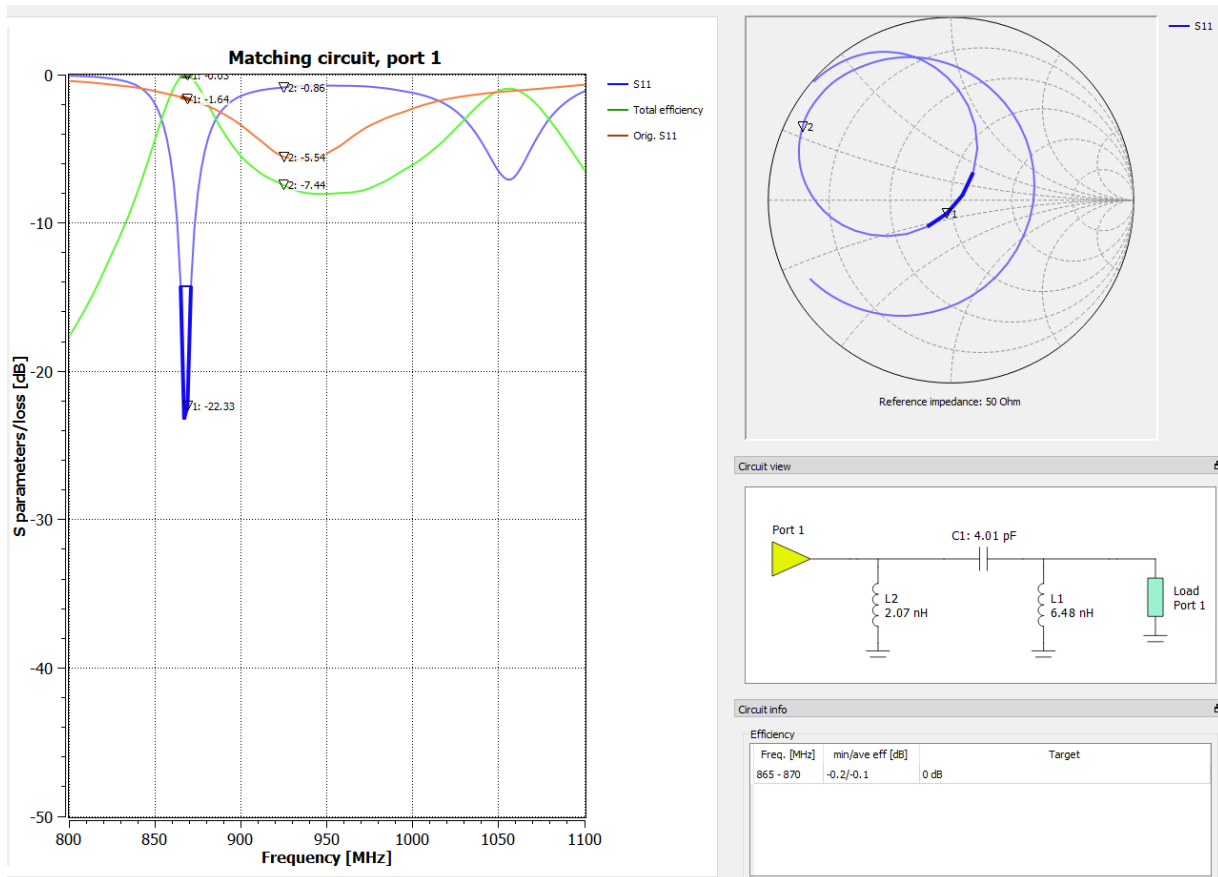 Matching circuit, port 1
S parameters/loss [dB]
0
-10
-20
-30
-40
-50
1: -0.03
1: -1.64
2: -0.86
2: -5.54
2: -7.44
1: -22.33
800
850
900
950
1000
1050
1100
Frequency [MHz]
S11
Total efficiency
Orig. S11
S11
2
1
Reference impedance: 50 Ohm
Circuit view
Port 1
C1: 4.01 pF
L2
2.07 nH
L1
6.48 nH
Load
Port 1
Circuit info
Efficiency
Freq. [MHz] min/ave eff [dB] Target
865 - 870 -0.2/-0.1 0 dB